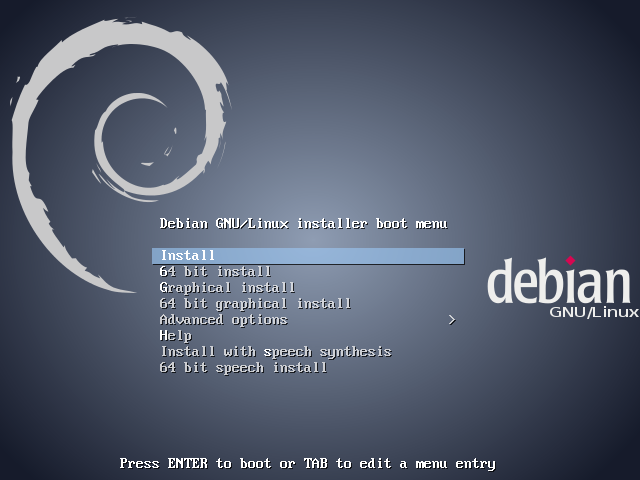 Debian GNU/Linux installer boot menu
Install
64 bit install
Graphical install
64 bit graphical install
Advanced options >
Help
Install with speech synthesis
64 bit speech install
debian
GNU/Linux
Press ENTER to boot or TAB to edit a menu entry